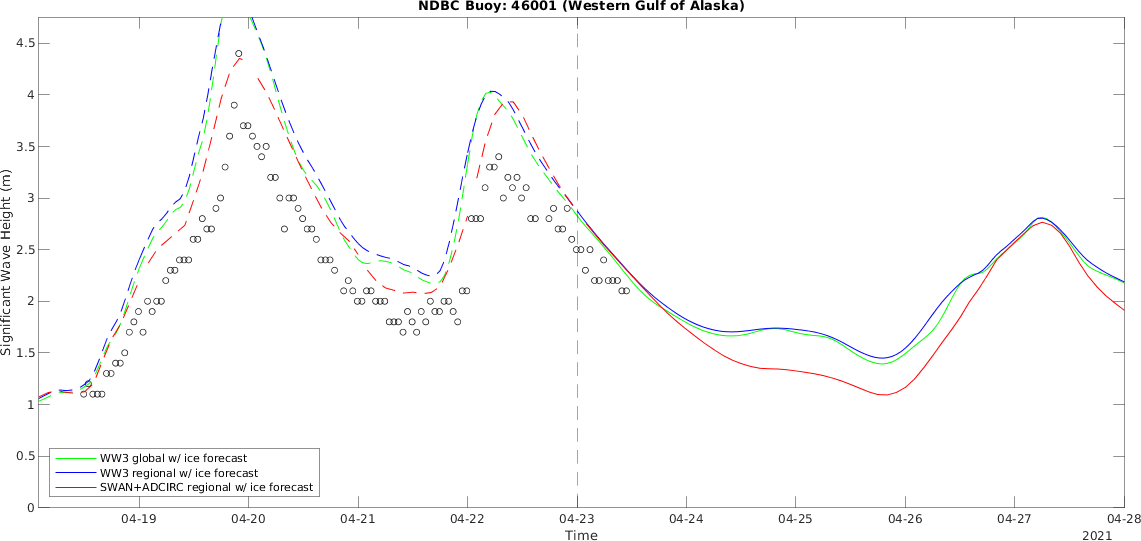 NDBC Buoy: 46001 (Western Gulf of Alaska)
Significant Wave Height (m)
4.5
4
3.5
3
2.5
2
1.5
1
0.5
0
WW3 global w/ ice forecast
WW3 regional w/ ice forecast
SWAN+ADCIRC regional w/ ice forecast
04-19 04-20 04-21 04-22 04-23 04-24 04-25 04-26 04-27 04-28
Time
2021